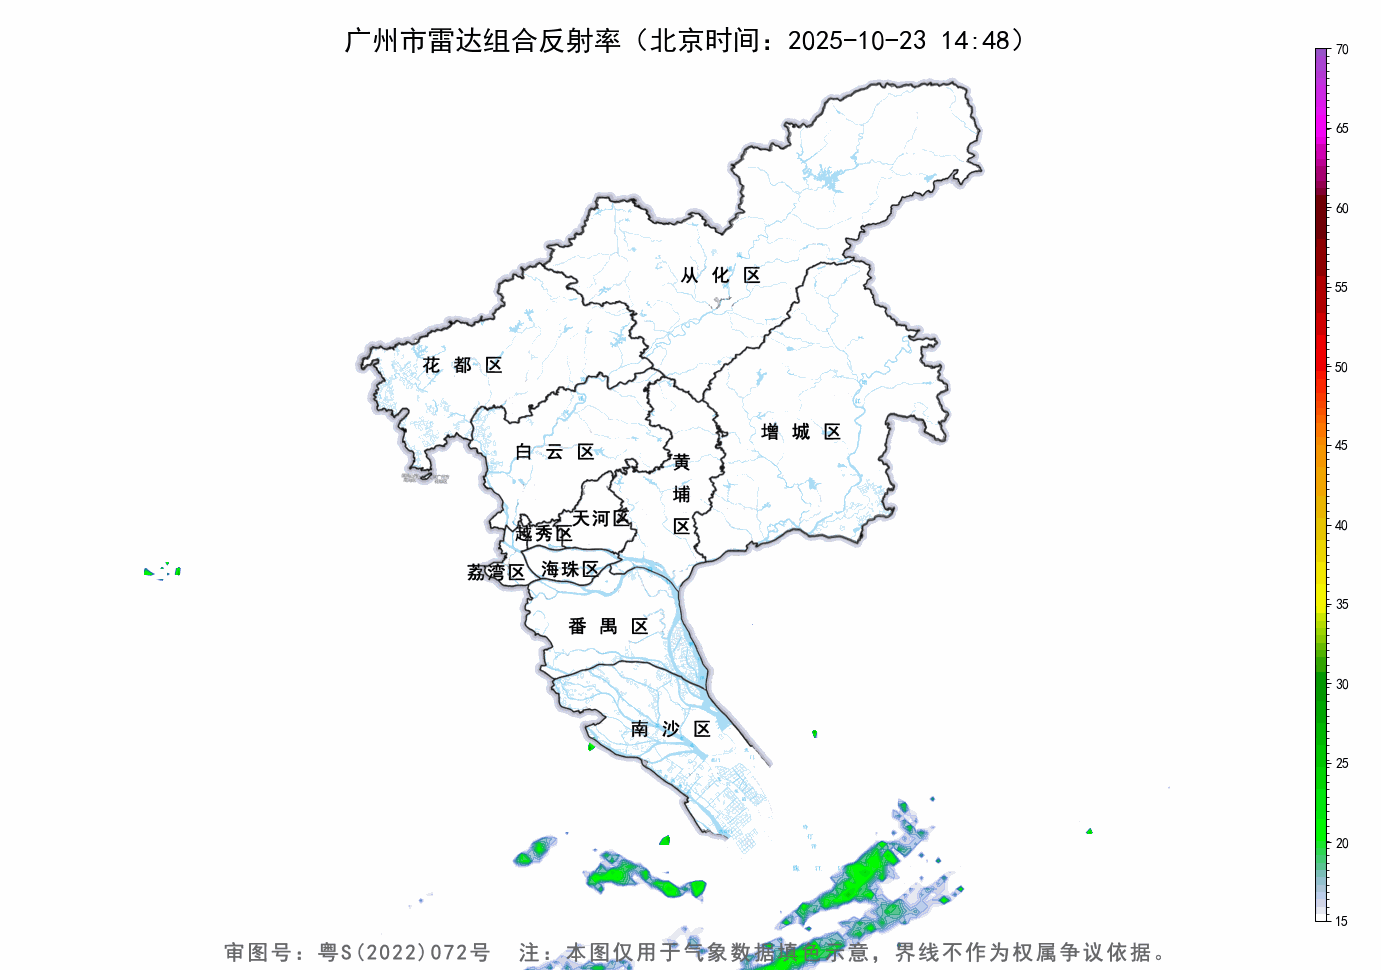 广州市雷达组合反射率（北京时间：2025-10-23 14:48）
70
65
60
55
50
45
40
35
30
25
20
15
从化区
花都区
增城区
白云区
黄埔区
天河区
越秀区
荔湾区
海珠区
番禺区
南沙区
审图号：粤S(2022)072号 注：本图仅用于气象数据填色示意，界线不作为权属争议依据。